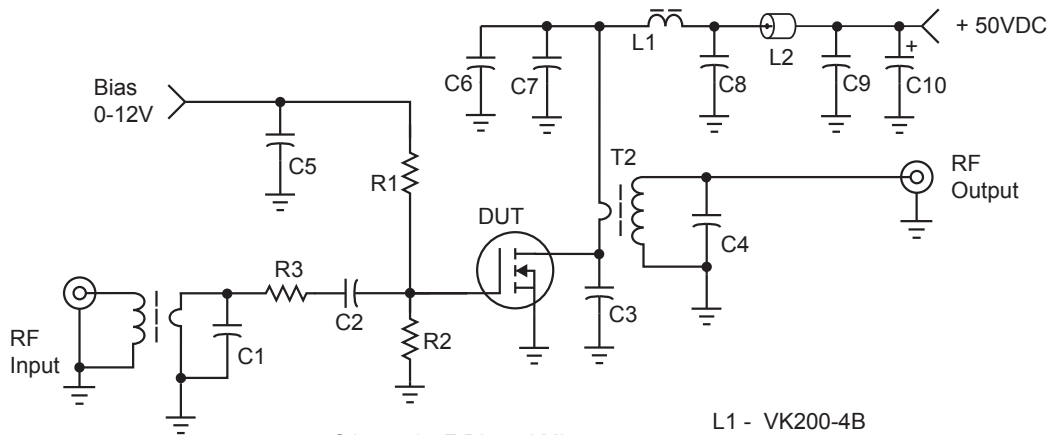 + 50VDC
L1
L2
C6
C7
C8
C9
+
C10
Bias
0-12V
C5
R1
T2
RF
Output
DUT
C4
R3
C2
C3
RF
Input
C1
R2
L1 - VK200-4B